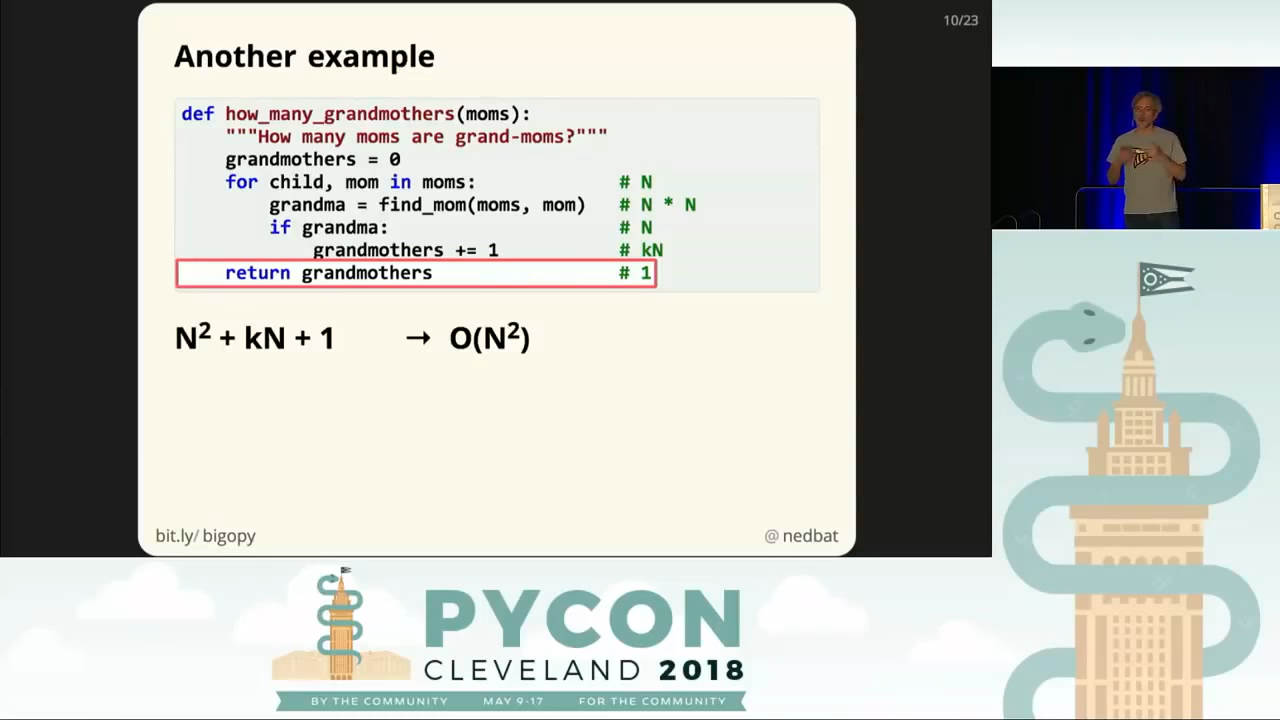 10/23
Another example
def how_many_grandmothers(moms):
"""How many moms are grand-moms?"""
grandmothers = 0
for child, mom in moms: # N
grandma = find_mom(moms, mom) # N * N
if grandma: # N
grandmothers += 1 # kN
return grandmothers # 1
N² + kN + 1 → O(N²)
bit.ly/ bigopy
@ nedbat
PYCON
CLEVELAND 2018
BY THE COMMUNITY MAY 9-17 FOR THE COMMUNITY